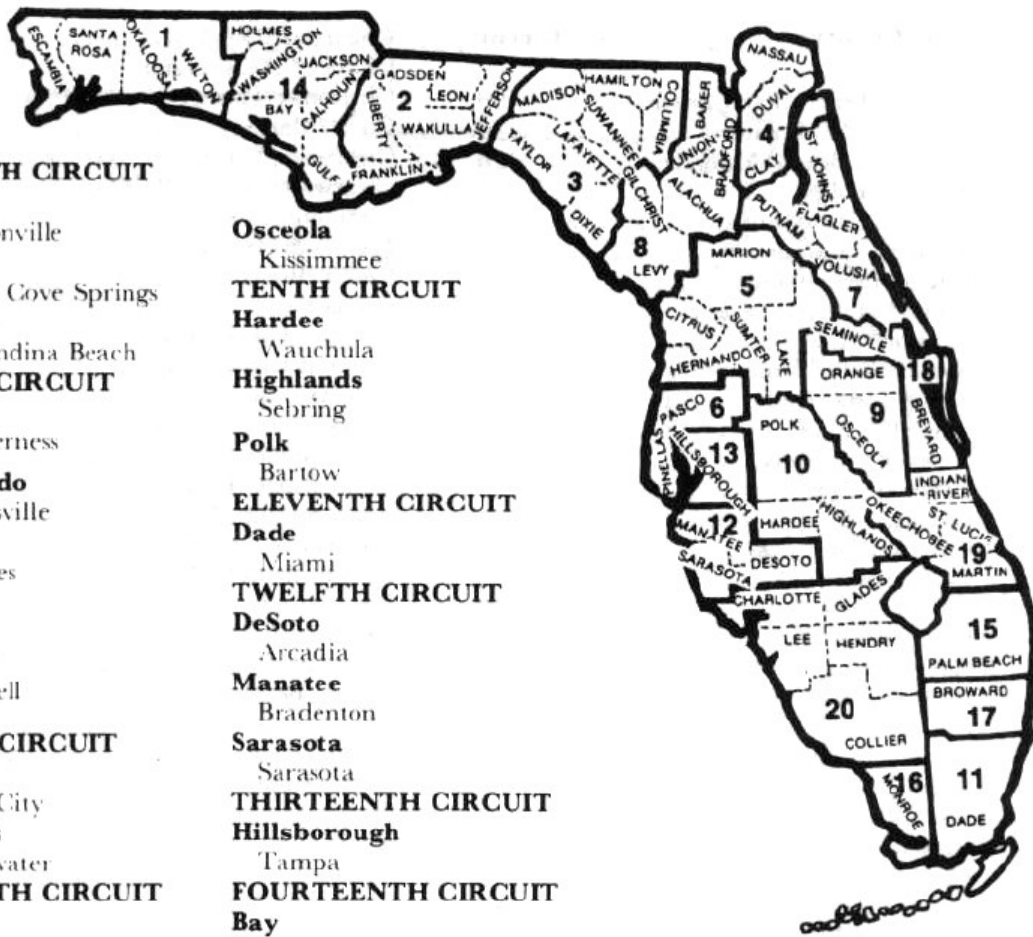 TH CIRCUIT
nville
Cove Springs
ndina Beach
CIRCUIT
erness
do
sville
es
ell
CIRCUIT
City
water
TH CIRCUIT
Osceola
Kissimmee
TENTH CIRCUIT
Hardee
Wauchula
Highlands
Sebring
Polk
Bartow
ELEVENTH CIRCUIT
Dade
Miami
TWELFTH CIRCUIT
DeSoto
Arcadia
Manatee
Bradenton
Sarasota
Sarasota
THIRTEENTH CIRCUIT
Hillsborough
Tampa
FOURTEENTH CIRCUIT
Bay
ESCAMBIA
SANTA
ROSA
OKALOOSA
1
WALTON
HOLMES
WASHINGTON
JACKSON
14
BAY
CALHOUN
GULF
GADSDEN
2
LIBERTY
LEON
JEFFERSON
WAKULLA
FRANKLIN
MADISON
HAMILTON
TAYLOR
SUWANNEE
COLUMBIA
LAFAYETTE
3
DIXIE
BAKER
UNION
BRADFORD
GILCHRIST
ALACHUA
8
LEVY
NASSAU
DUVAL
4
CLAY
ST JOHNS
PUTNAM
FLAGLER
VOLUSIA
7
MARION
5
CITRUS
SUMTER
LAKE
HERNANDO
SEMINOLE
ORANGE
9
OSCEOLA
18
BREVARD
PASCO
6
PINELLAS
HILLSBOROUGH
13
POLK
10
INDIAN
RIVER
12
MANATEE
HARDEE
HIGHLANDS
OKEECHOBEE
ST. LUCIE
SARASOTA
DESOTO
19
MARTIN
CHARLOTTE
GLADES
LEE
HENDRY
15
PALM BEACH
20
COLLIER
BROWARD
17
16
MONROE
11
DADE